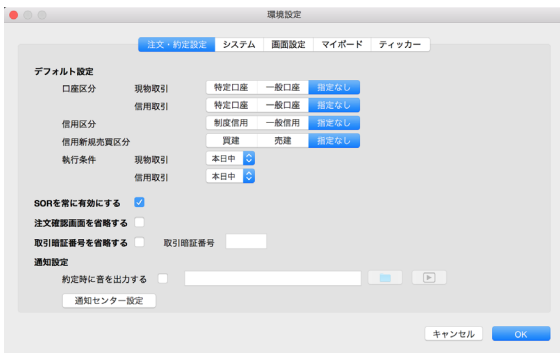 環境設定
注文・約定設定 システム 画面設定 マイボード ティッカー
デフォルト設定
口座区分 現物取引 特定口座 一般口座 指定なし
信用取引 特定口座 一般口座 指定なし
信用区分 制度信用 一般信用 指定なし
信用新規売買区分 買建 売建 指定なし
執行条件 現物取引 本日中
信用取引 本日中
SORを常に有効にする
注文確認画面を省略する
取引暗証番号を省略する 取引暗証番号
通知設定
約定時に音を出力する
通知センター設定
キャンセル OK